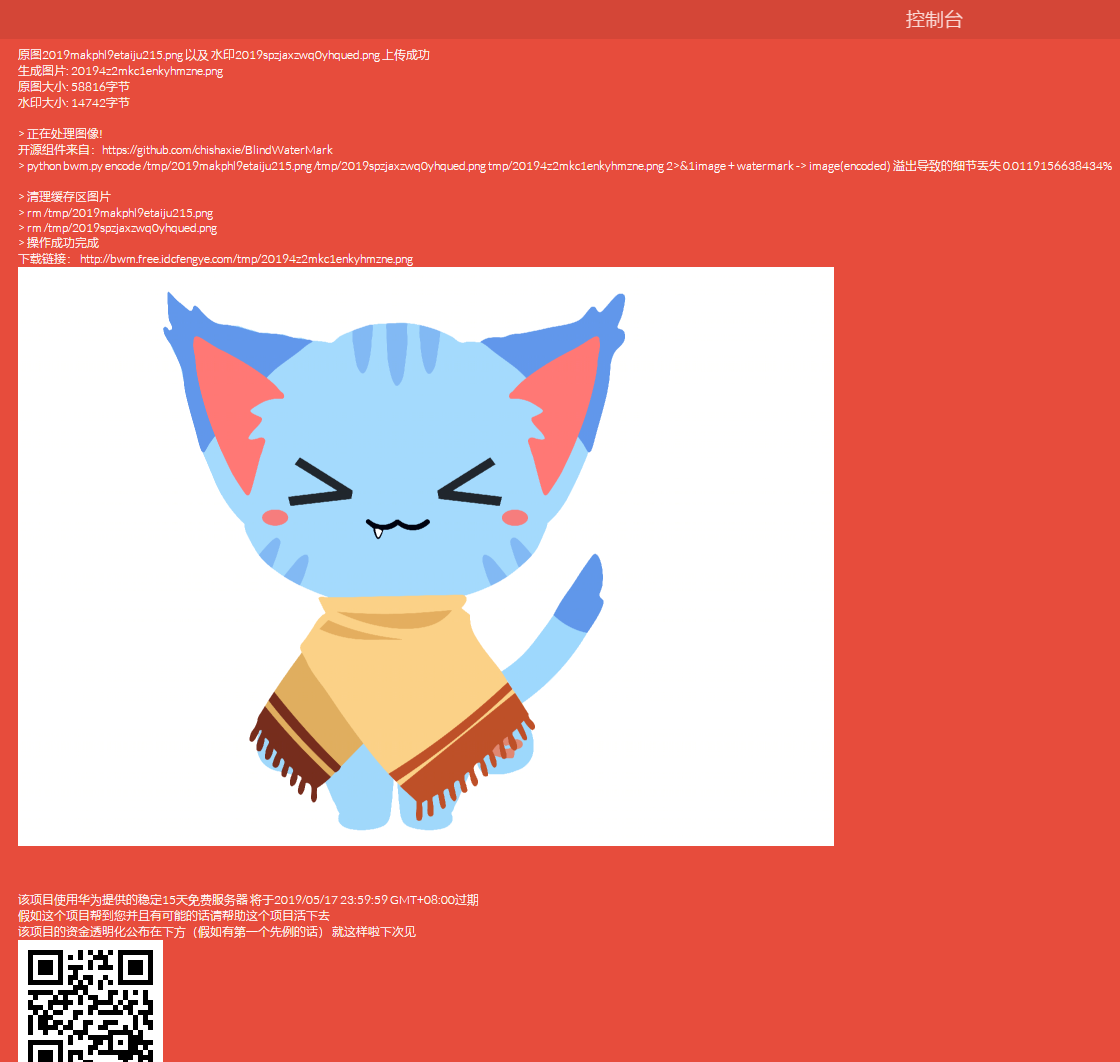 控制台
原图2019makphl9etaiju215.png 以及 水印2019spzjaxzwq0yhqued.png 上传成功
生成图片: 20194z2mkc1enkyhmzne.png
原图大小: 58816字节
水印大小: 14742字节
> 正在处理图像!
开源组件来自： https://github.com/chishaxie/BlindWaterMark
> python bwm.py encode /tmp/2019makphl9etaiju215.png /tmp/2019spzjaxzwq0yhqued.png tmp/20194z2mkc1enkyhmzne.png 2>&1image + watermark -> image(encoded) 溢出导致的细节丢失 0.0119156638434%
> 清理缓存区图片
> rm /tmp/2019makphl9etaiju215.png
> rm /tmp/2019spzjaxzwq0yhqued.png
> 操作成功完成
下载链接： http://bwm.free.idcfengye.com/tmp/20194z2mkc1enkyhmzne.png
该项目使用华为提供的稳定15天免费服务器 将于2019/05/17 23:59:59 GMT+08:00过期
假如这个项目帮到您并且有可能的话请帮助这个项目活下去
该项目的资金透明化公布在下方（假如有第一个先例的话） 就这样啦下次见